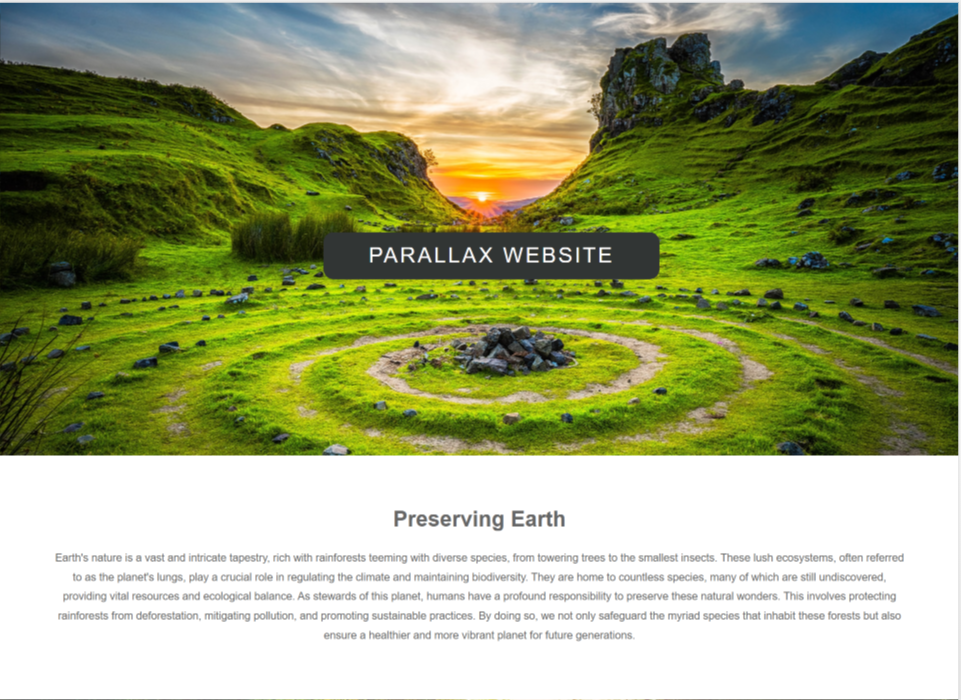 PARALLAX WEBSITE
Preserving Earth
Earth's nature is a vast and intricate tapestry, rich with rainforests teeming with diverse species, from towering trees to the smallest insects. These lush ecosystems, often referred
to as the planet's lungs, play a crucial role in regulating the climate and maintaining biodiversity. They are home to countless species, many of which are still undiscovered,
providing vital resources and ecological balance. As stewards of this planet, humans have a profound responsibility to preserve these natural wonders. This involves protecting
rainforests from deforestation, mitigating pollution, and promoting sustainable practices. By doing so, we not only safeguard the myriad species that inhabit these forests but also
ensure a healthier and more vibrant planet for future generations.